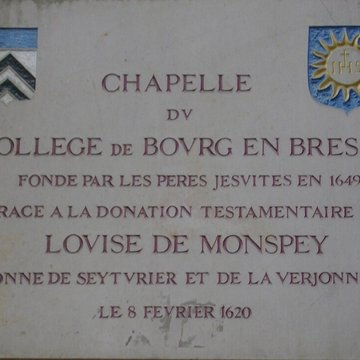 CHAPELLE
DV
OLLEGE DE BOVRG EN BRES
FONDE PAR LES PERES JESVITES EN 1649
RACE A LA DONATION TESTAMENTAIRE
LOVISE DE MONSPEY
ONNE DE SEYTVRIER ET DE LA VERJONN
LE 8 FEVRIER 1620